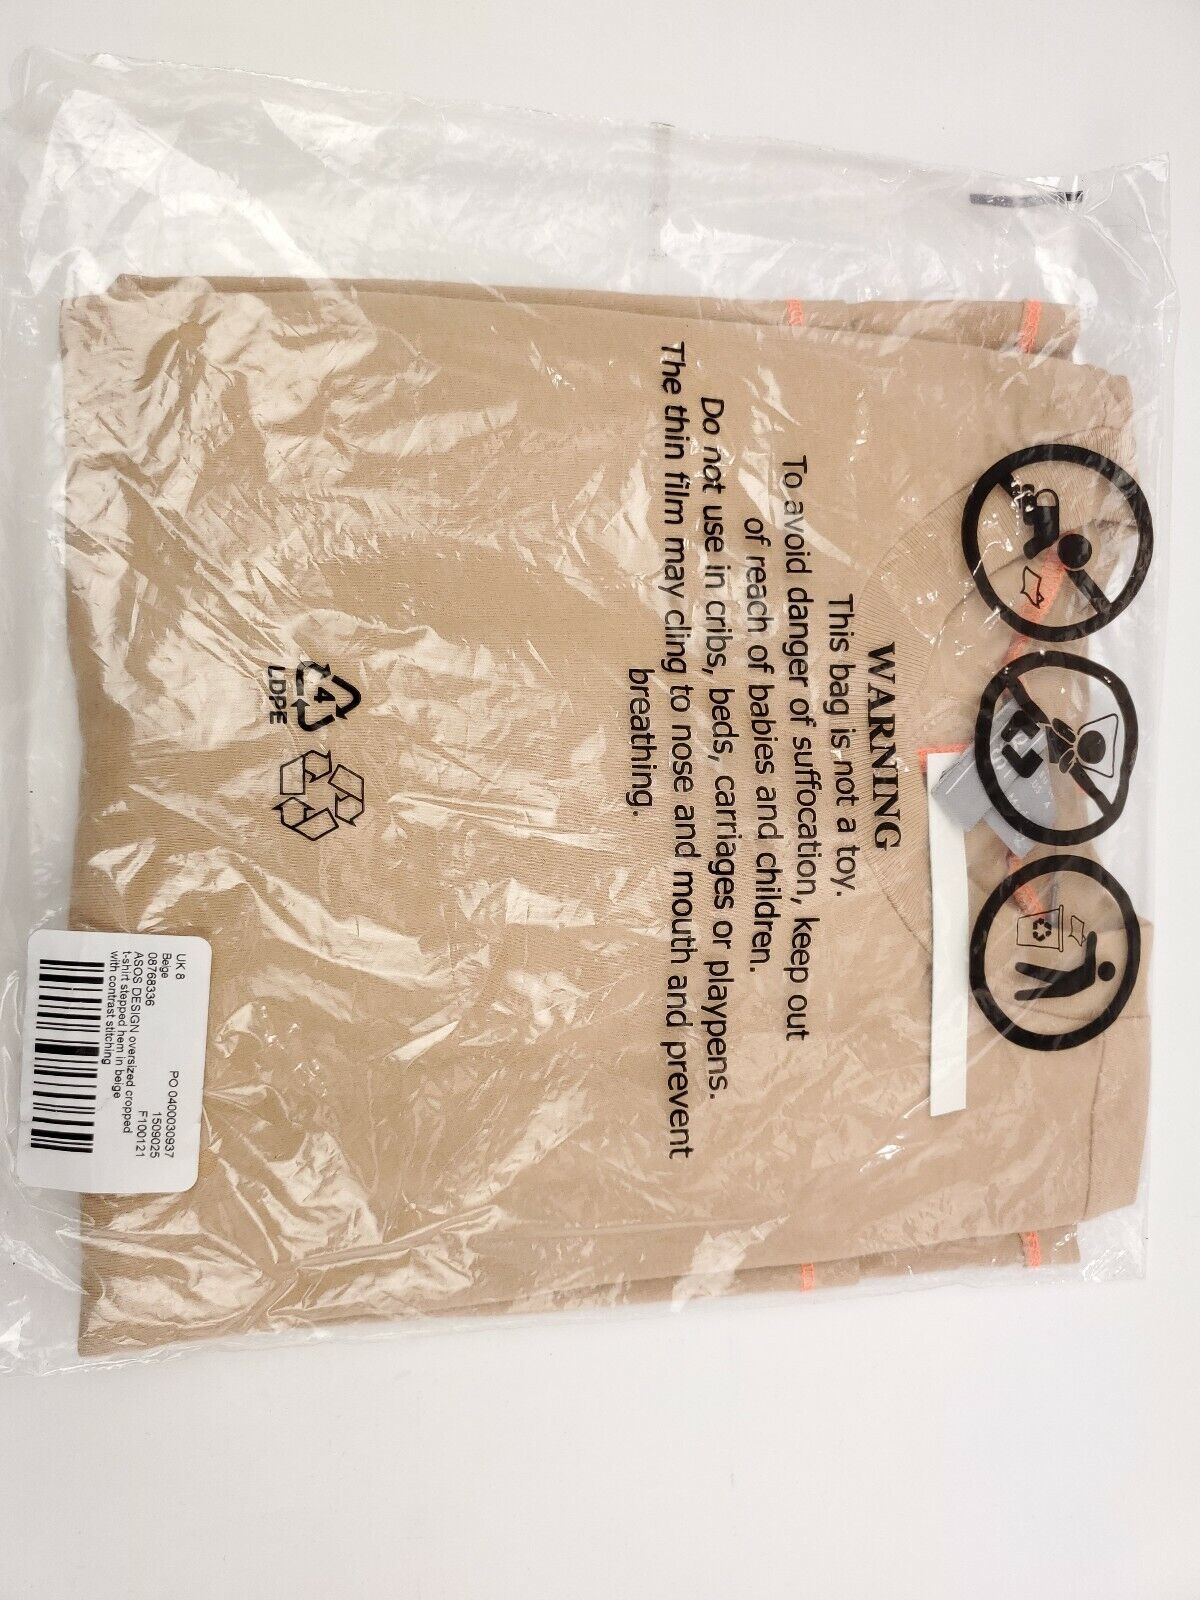 WARNING
This bag is not a toy.
To avoid danger of suffocation, keep out
of reach of babies and children.
Do not use in cribs, beds, carriages or playpens.
The thin film may cling to nose and mouth and prevent
breathing.
4
LDPE
UK 8
Beige PO 0400030937
08768336 1509025
ASOS DESIGN oversized cropped F100121
t-shirt stepped hem in beige
with contrast stitching